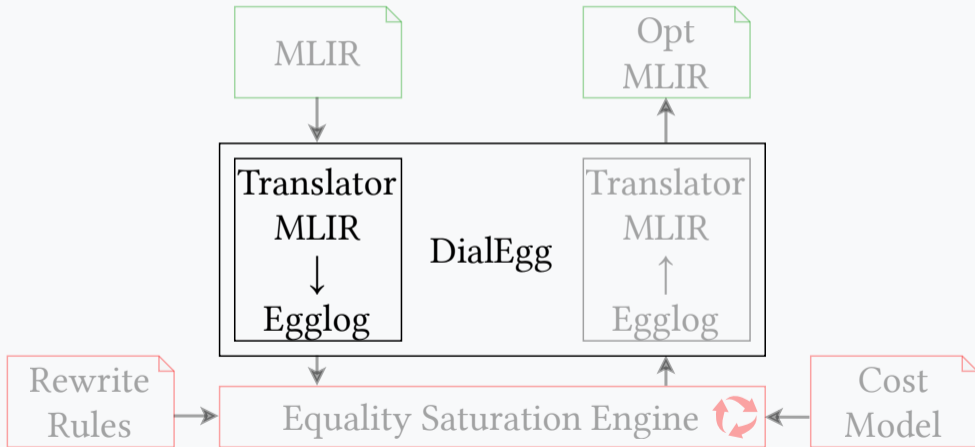 MLIR
Opt
MLIR
Translator
MLIR
↓
Egglog
DialEgg
Translator
MLIR
↑
Egglog
Rewrite
Rules
Equality Saturation Engine
Cost
Model